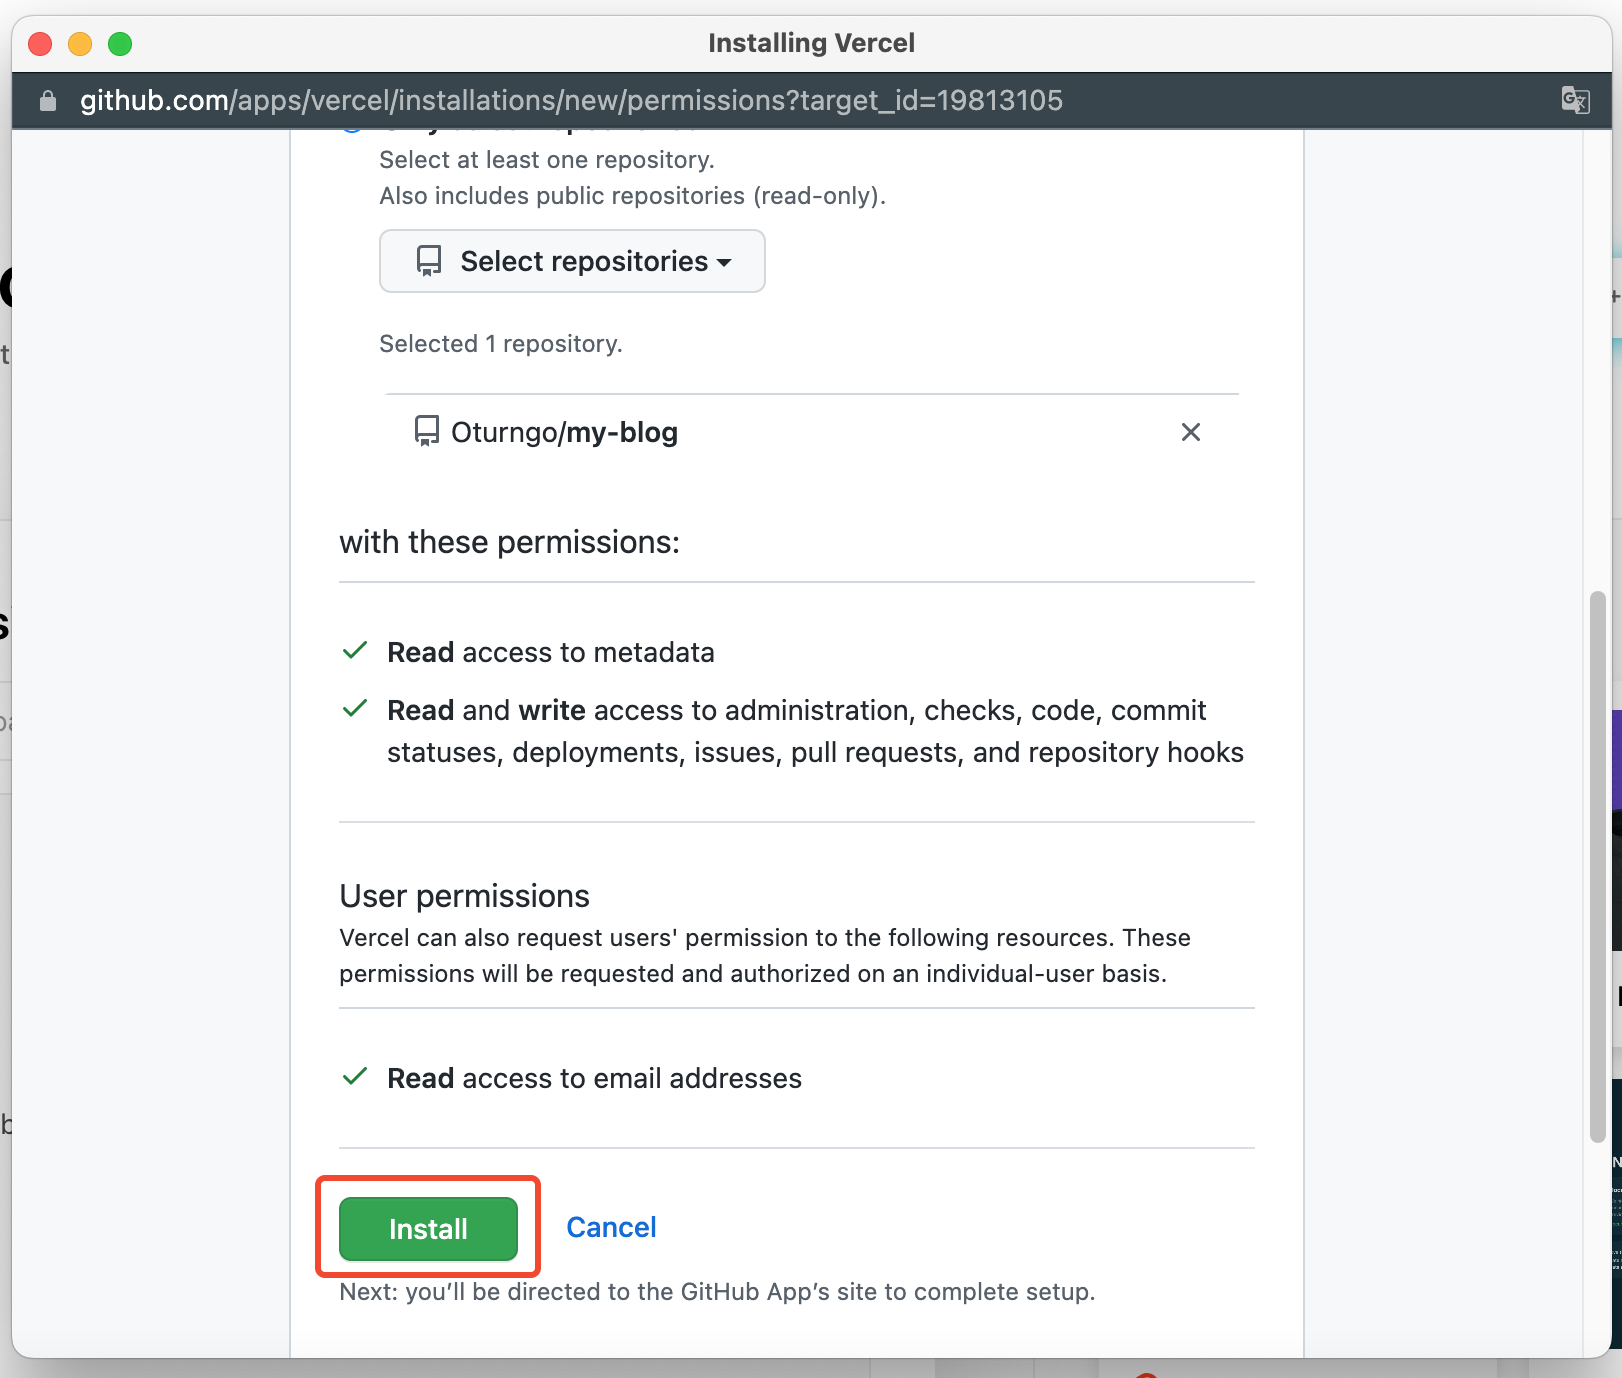 Installing Vercel
github.com/apps/vercel/installations/new/permissions?target_id=19813105
Select at least one repository.
Also includes public repositories (read-only).
Select repositories
Selected 1 repository.
Oturngo/my-blog
with these permissions:
Read access to metadata
Read and write access to administration, checks, code, commit
statuses, deployments, issues, pull requests, and repository hooks
User permissions
Vercel can also request users' permission to the following resources. These
permissions will be requested and authorized on an individual-user basis.
Read access to email addresses
Install
Cancel
Next: you’ll be directed to the GitHub App’s site to complete setup.